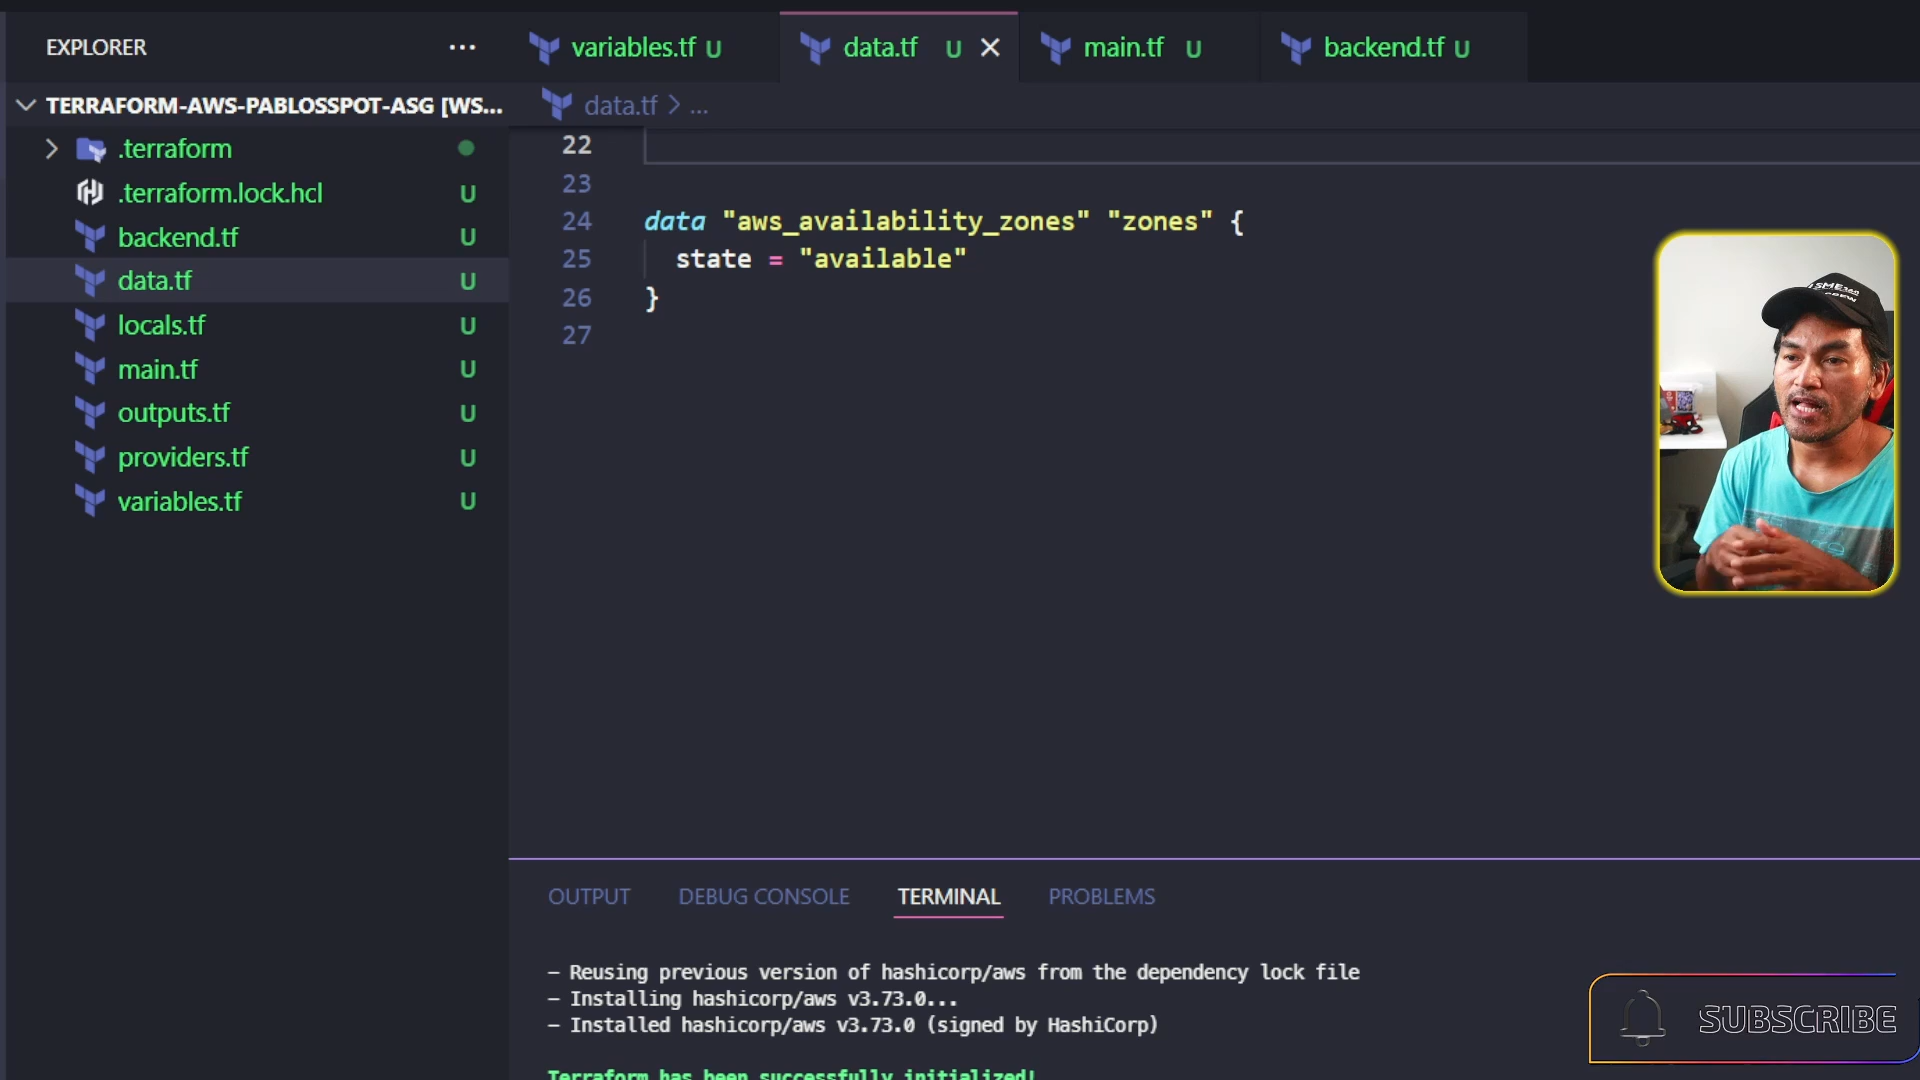 EXPLORER
...
variables.tf U
data.tf U
main.tf U
backend.tf U
TERRAFORM-AWS-PABLOSSPOT-ASG [WS...
data.tf > ...
.terraform
.terraform.lock.hcl U
backend.tf U
data.tf U
locals.tf U
main.tf U
outputs.tf U
providers.tf U
variables.tf U
22
23
24 data "aws_availability_zones" "zones" {
25 state = "available"
26 }
27
OUTPUT
DEBUG CONSOLE
TERMINAL
PROBLEMS
– Reusing previous version of hashicorp/aws from the dependency lock file
– Installing hashicorp/aws v3.73.0...
– Installed hashicorp/aws v3.73.0 (signed by HashiCorp)
Terraform has been successfully initialized!
SUBSCRIBE